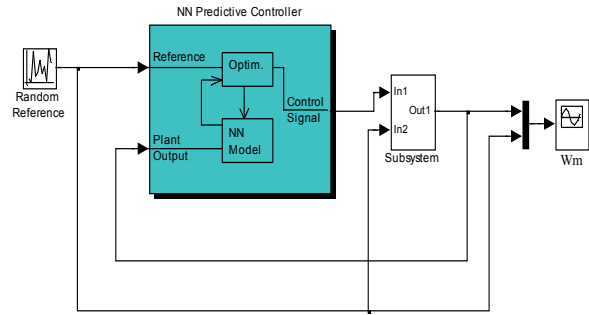 NN Predictive Controller
Random
Reference
Reference
Optim.
Control
Signal
Plant
Output
NN
Model
In1
Out1
In2
Subsystem
Wm